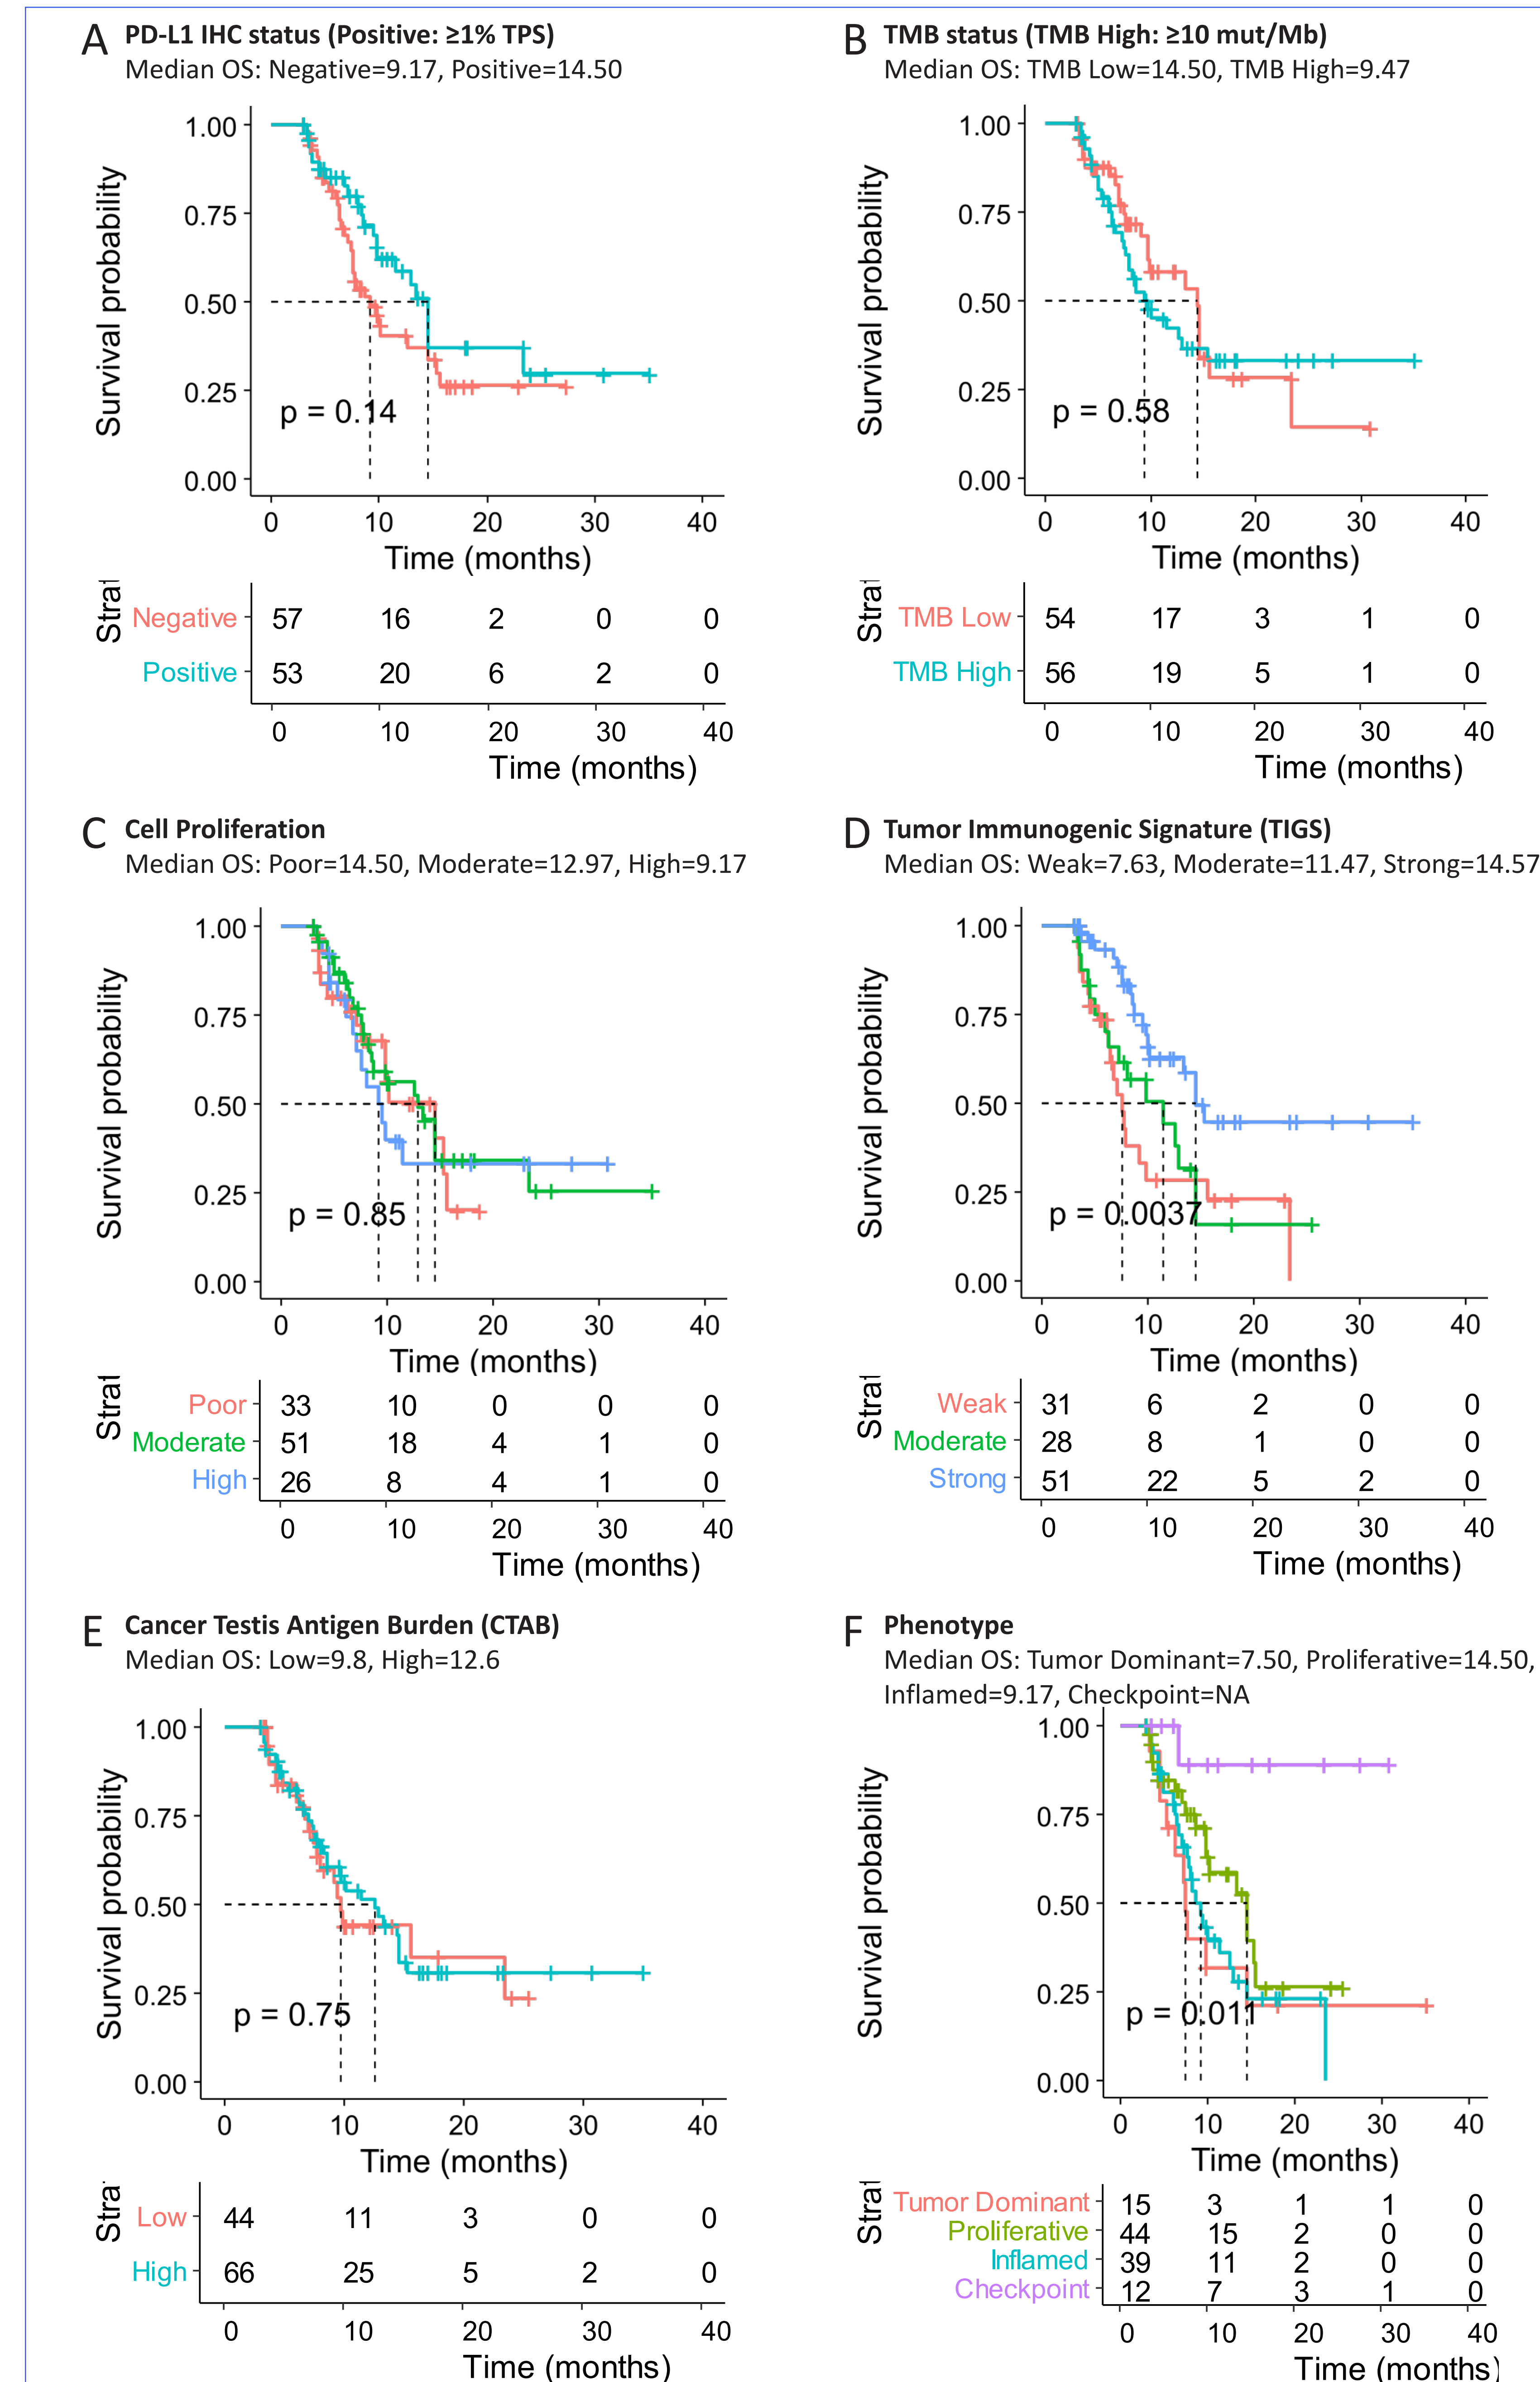 A PD-L1 IHC status (Positive: ≥1% TPS)
Median OS: Negative=9.17, Positive=14.50
Survival probability
1.00
0.75
0.50
0.25
0.00
p = 0.14
0 10 20 30 40
Time (months)
Negative 57 16 2 0 0
Positive 53 20 6 2 0
0 10 20 30 40
Time (months)
B TMB status (TMB High: ≥10 mut/Mb)
Median OS: TMB Low=14.50, TMB High=9.47
Survival probability
1.00
0.75
0.50
0.25
0.00
p = 0.58
0 10 20 30 40
Time (months)
TMB Low 54 17 3 1 0
TMB High 56 19 5 1 0
0 10 20 30 40
Time (months)
C Cell Proliferation
Median OS: Poor=14.50, Moderate=12.97, High=9.17
Survival probability
1.00
0.75
0.50
0.25
0.00
p = 0.85
0 10 20 30 40
Time (months)
Poor 33 10 0 0 0
Moderate 51 18 4 1 0
High 26 8 4 1 0
0 10 20 30 40
Time (months)
D Tumor Immunogenic Signature (TIGS)
Median OS: Weak=7.63, Moderate=11.47, Strong=14.57
Survival probability
1.00
0.75
0.50
0.25
0.00
p = 0.0037
0 10 20 30 40
Time (months)
Weak 31 6 2 0 0
Moderate 28 8 1 0 0
Strong 51 22 5 2 0
0 10 20 30 40
Time (months)
E Cancer Testis Antigen Burden (CTAB)
Median OS: Low=9.8, High=12.6
Survival probability
1.00
0.75
0.50
0.25
0.00
p = 0.75
0 10 20 30 40
Time (months)
Low 44 11 3 0 0
High 66 25 5 2 0
0 10 20 30 40
Time (months)
F Phenotype
Median OS: Tumor Dominant=7.50, Proliferative=14.50,
Inflamed=9.17, Checkpoint=NA
Survival probability
1.00
0.75
0.50
0.25
0.00
p = 0.011
0 10 20 30 40
Time (months)
Tumor Dominant 15 3 1 1 0
Proliferative 44 15 2 0 0
Inflamed 39 11 2 0 0
Checkpoint 12 7 3 1 0
0 10 20 30 40
Time (months)